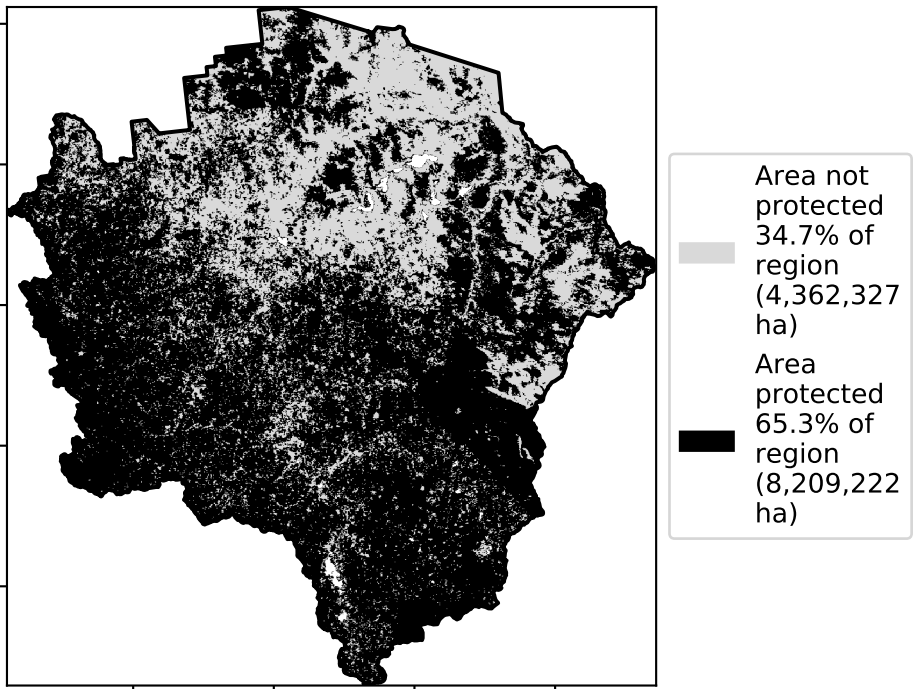 Area not
protected
34.7% of
region
(4,362,327
ha)
Area
protected
65.3% of
region
(8,209,222
ha)